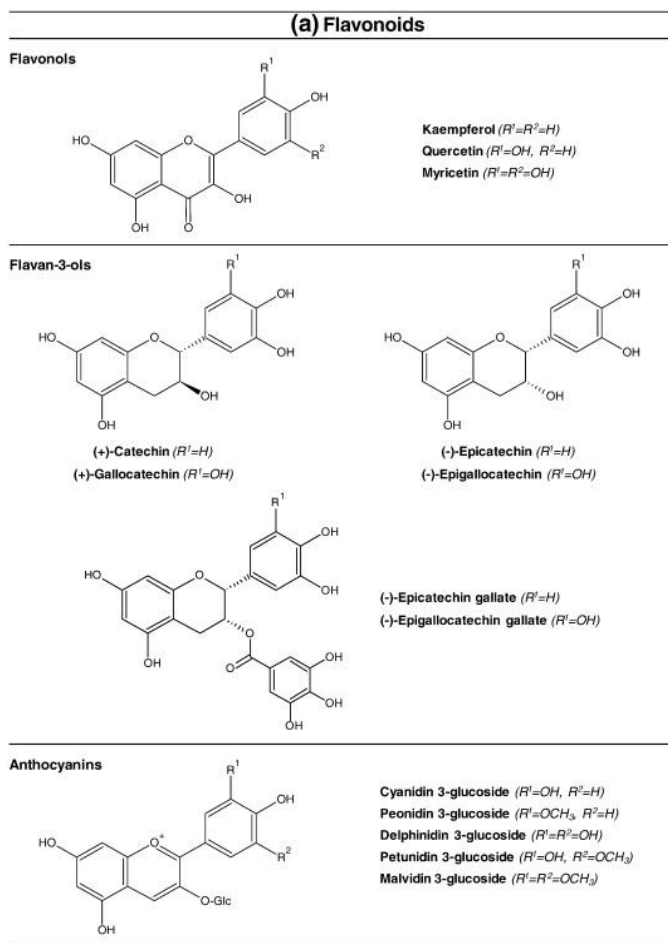 (a) Flavonoids
Flavonols
R¹
OH
HO
O
R²
OH
OH
O
Kaempferol (R¹=R²=H)
Quercetin (R¹=OH, R²=H)
Myricetin (R¹=R²=OH)
Flavan-3-ols
R¹
OH
HO
O
OH
OH
OH
(+)-Catechin (R¹=H)
(+)-Gallocatechin (R¹=OH)
R¹
OH
HO
O
OH
OH
OH
(-)-Epicatechin (R¹=H)
(-)-Epigallocatechin (R¹=OH)
R¹
OH
HO
O
OH
O
OH
O
OH
OH
OH
(-)-Epicatechin gallate (R¹=H)
(-)-Epigallocatechin gallate (R¹=OH)
Anthocyanins
R¹
OH
HO
O⁺
R²
O-Glc
OH
Cyanidin 3-glucoside (R¹=OH, R²=H)
Peonidin 3-glucoside (R¹=OCH₃, R²=H)
Delphinidin 3-glucoside (R¹=R²=OH)
Petunidin 3-glucoside (R¹=OH, R²=OCH₃)
Malvidin 3-glucoside (R¹=R²=OCH₃)